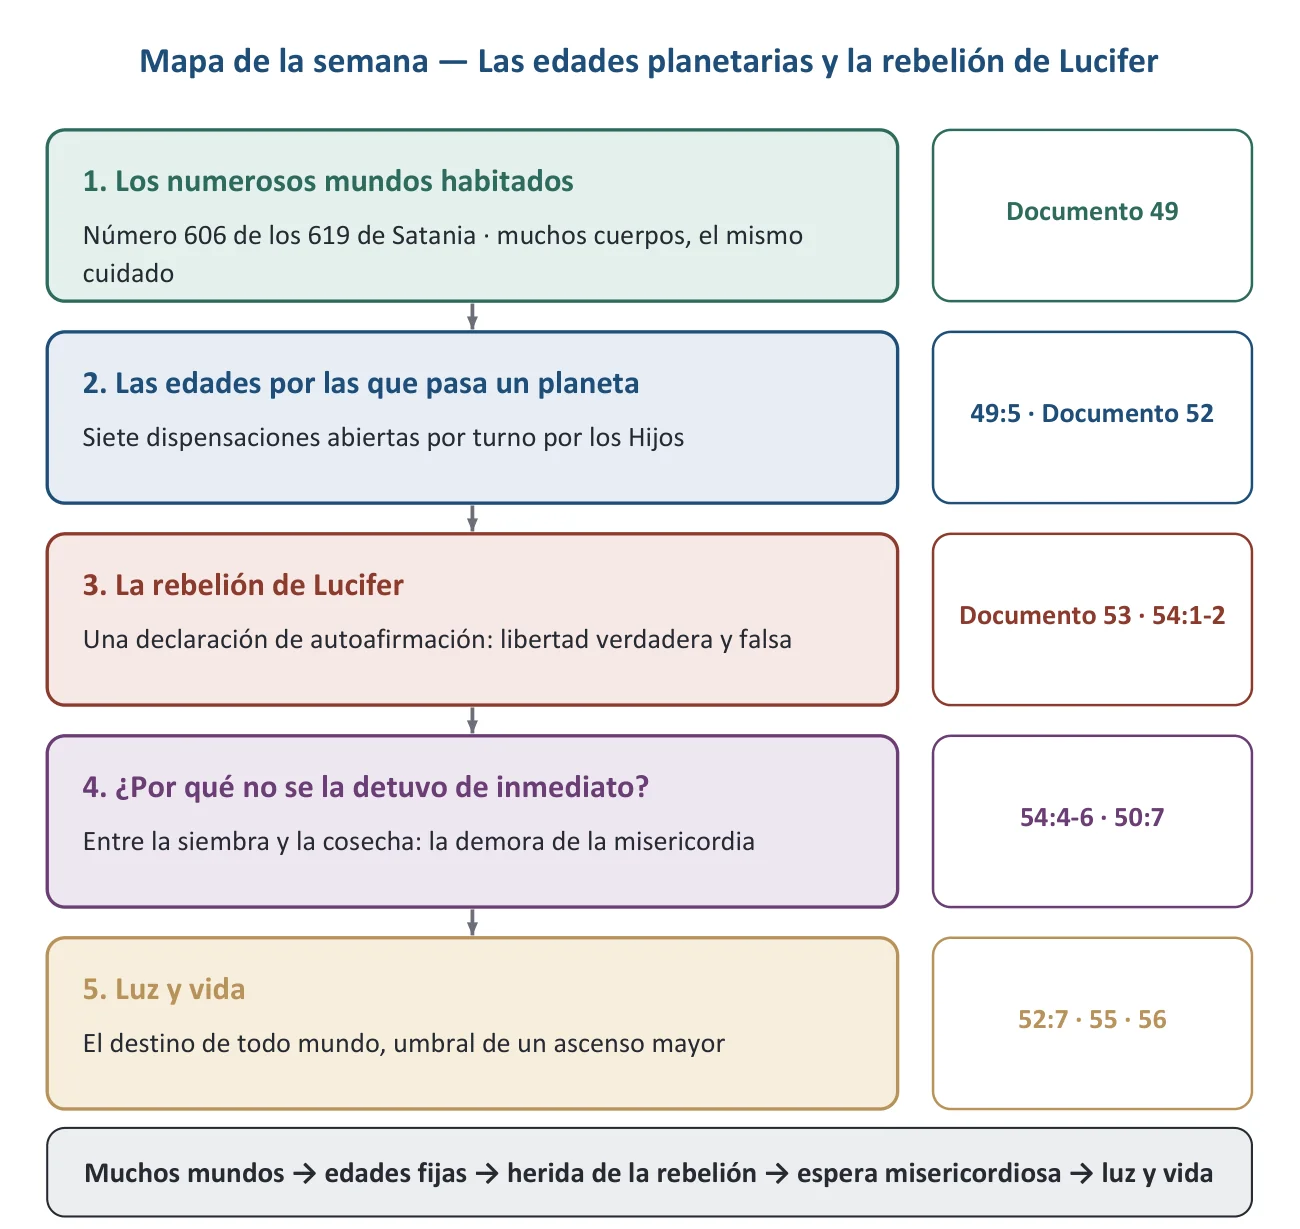 Mapa de la semana — Las edades planetarias y la rebelión de Lucifer
1. Los numerosos mundos habitados
Número 606 de los 619 de Satania · muchos cuerpos, el mismo
cuidado
Documento 49
2. Las edades por las que pasa un planeta
Siete dispensaciones abiertas por turno por los Hijos
49:5 · Documento 52
3. La rebelión de Lucifer
Una declaración de autoafirmación: libertad verdadera y falsa
Documento 53 · 54:1-2
4. ¿Por qué no se la detuvo de inmediato?
Entre la siembra y la cosecha: la demora de la misericordia
54:4-6 · 50:7
5. Luz y vida
El destino de todo mundo, umbral de un ascenso mayor
52:7 · 55 · 56
Muchos mundos → edades fijas → herida de la rebelión → espera misericordiosa → luz y vida